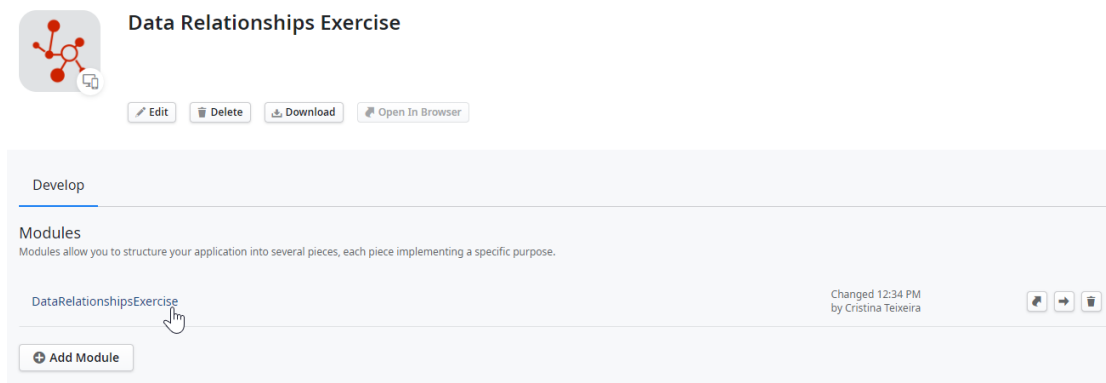 Data Relationships Exercise
Edit Delete Download Open In Browser
Develop
Modules
Modules allow you to structure your application into several pieces, each piece implementing a specific purpose.
DataRelationshipsExercise
Changed 12:34 PM
by Cristina Teixeira
Add Module